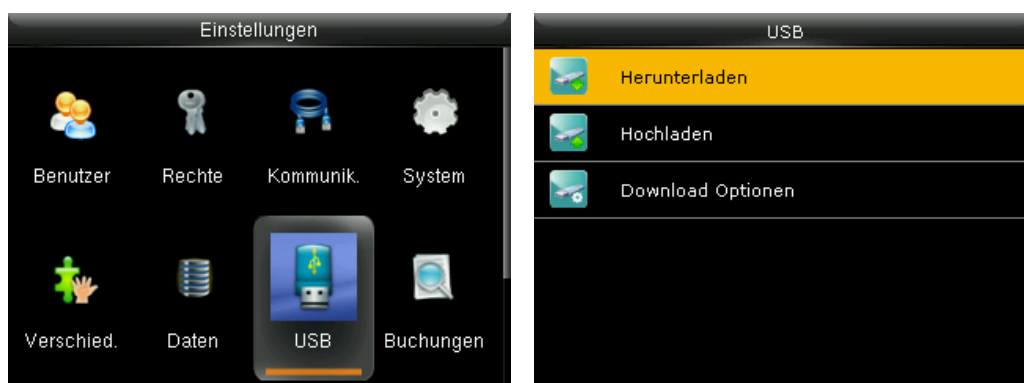 Einstellungen
Benutzer
Rechte
Kommunik.
System
Verschied.
Daten
USB
Buchungen
USB
Herunterladen
Hochladen
Download Optionen